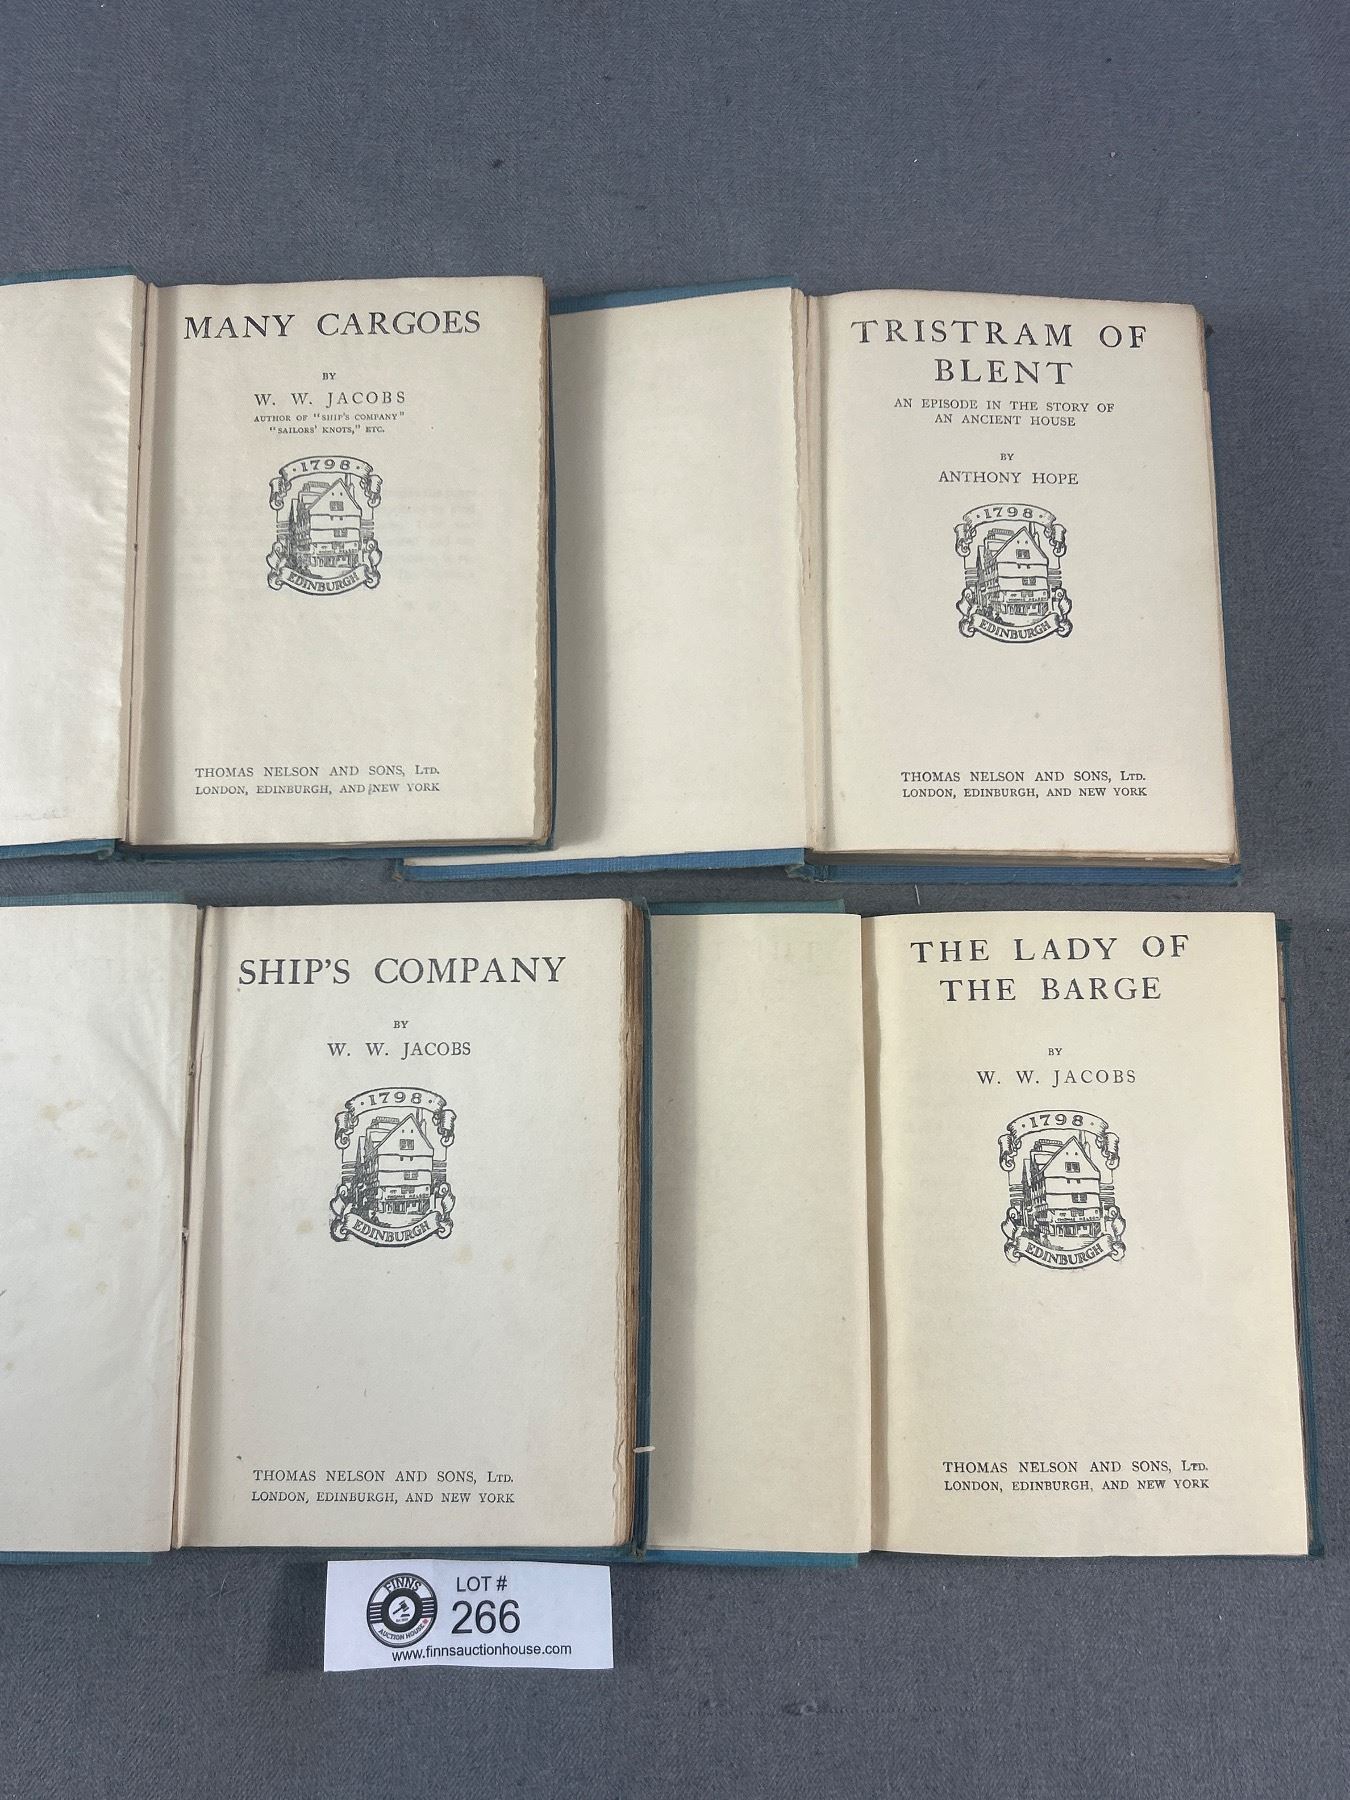 MANY CARGOES
BY
W. W. JACOBS
AUTHOR OF "SHIP'S COMPANY"
"SAILORS' KNOTS," ETC.
·1798·
EDINBURGH
THOMAS NELSON AND SONS, LTD.
LONDON, EDINBURGH, AND NEW YORK
TRISTRAM OF
BLENT
AN EPISODE IN THE STORY OF
AN ANCIENT HOUSE
BY
ANTHONY HOPE
·1798·
EDINBURGH
THOMAS NELSON AND SONS, LTD.
LONDON, EDINBURGH, AND NEW YORK
SHIP'S COMPANY
BY
W. W. JACOBS
·1798·
EDINBURGH
THOMAS NELSON AND SONS, LTD.
LONDON, EDINBURGH, AND NEW YORK
THE LADY OF
THE BARGE
BY
W. W. JACOBS
·1798·
THOMAS NELSON
EDINBURGH
THOMAS NELSON AND SONS, LTD.
LONDON, EDINBURGH, AND NEW YORK
FINNS
AUCTION HOUSE
LOT #
266
www.finnsauctionhouse.com